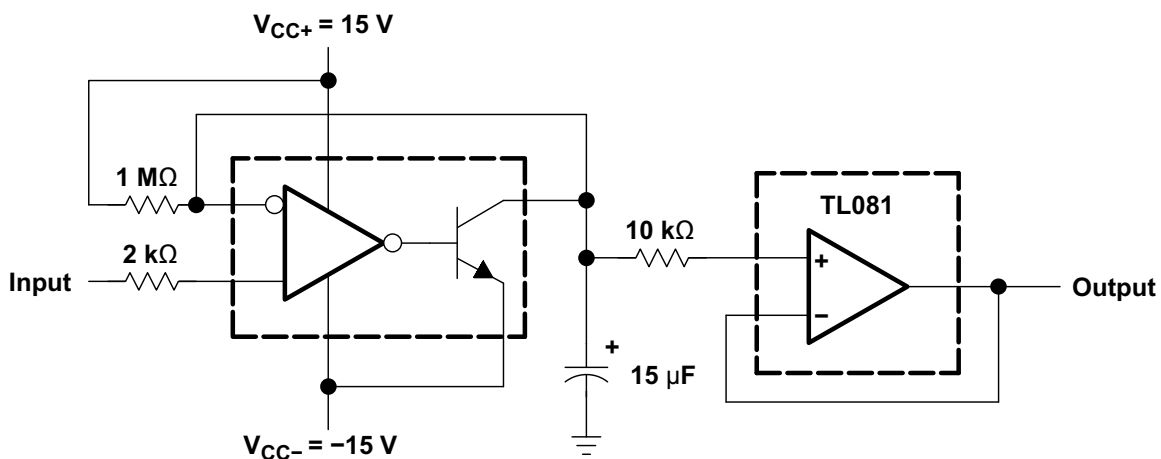 VCC+ = 15 V
1 MΩ
TL081
10 kΩ
2 kΩ
+
Input
Output
−
+
15 µF
VCC− = −15 V